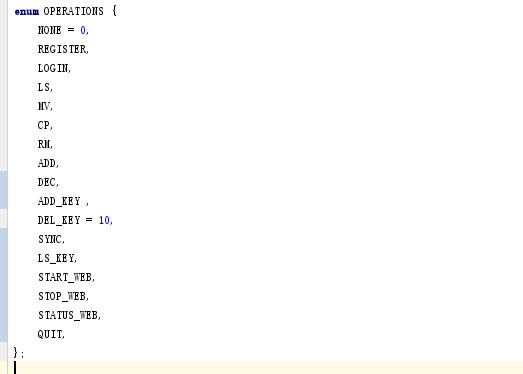 enum OPERATIONS {
NONE = 0,
REGISTER,
LOGIN,
LS,
MV,
CP,
RM,
ADD,
DEC,
ADD_KEY ,
DEL_KEY = 10,
SYNC,
LS_KEY,
START_WEB,
STOP_WEB,
STATUS_WEB,
QUIT,
};